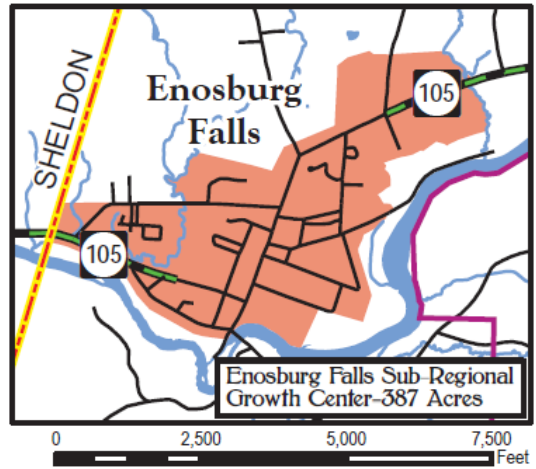 SHELDON
Enosburg
Falls
105
105
Enosburg Falls Sub-Regional
Growth Center-387 Acres
0 2,500 5,000 7,500
Feet